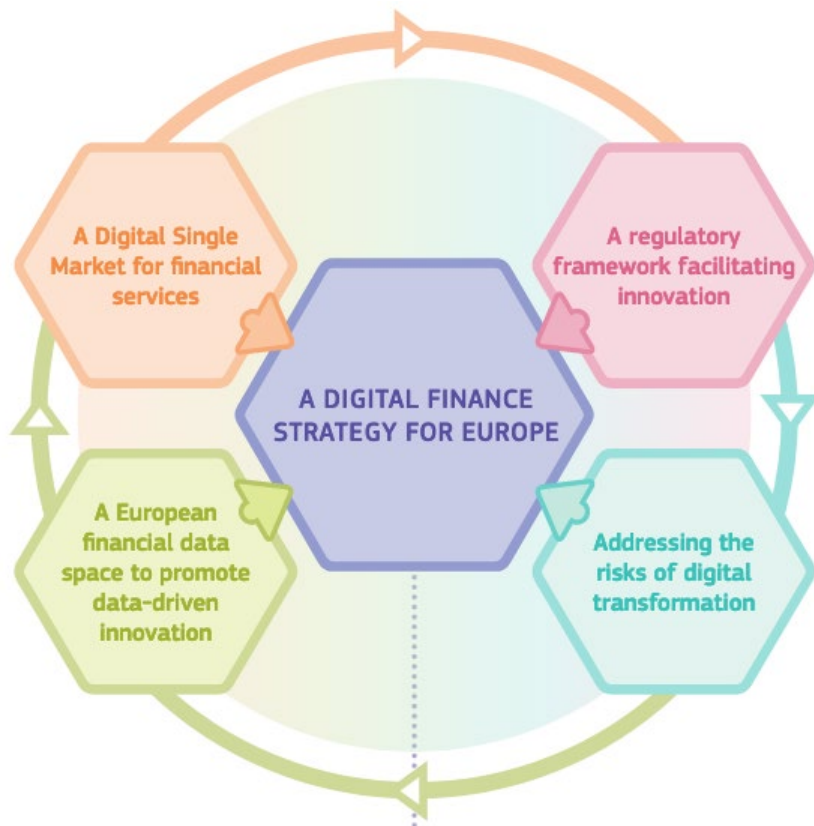 A Digital Single
Market for financial
services
A regulatory
framework facilitating
innovation
A DIGITAL FINANCE
STRATEGY FOR EUROPE
A European
financial data
space to promote
data-driven
innovation
Addressing the
risks of digital
transformation